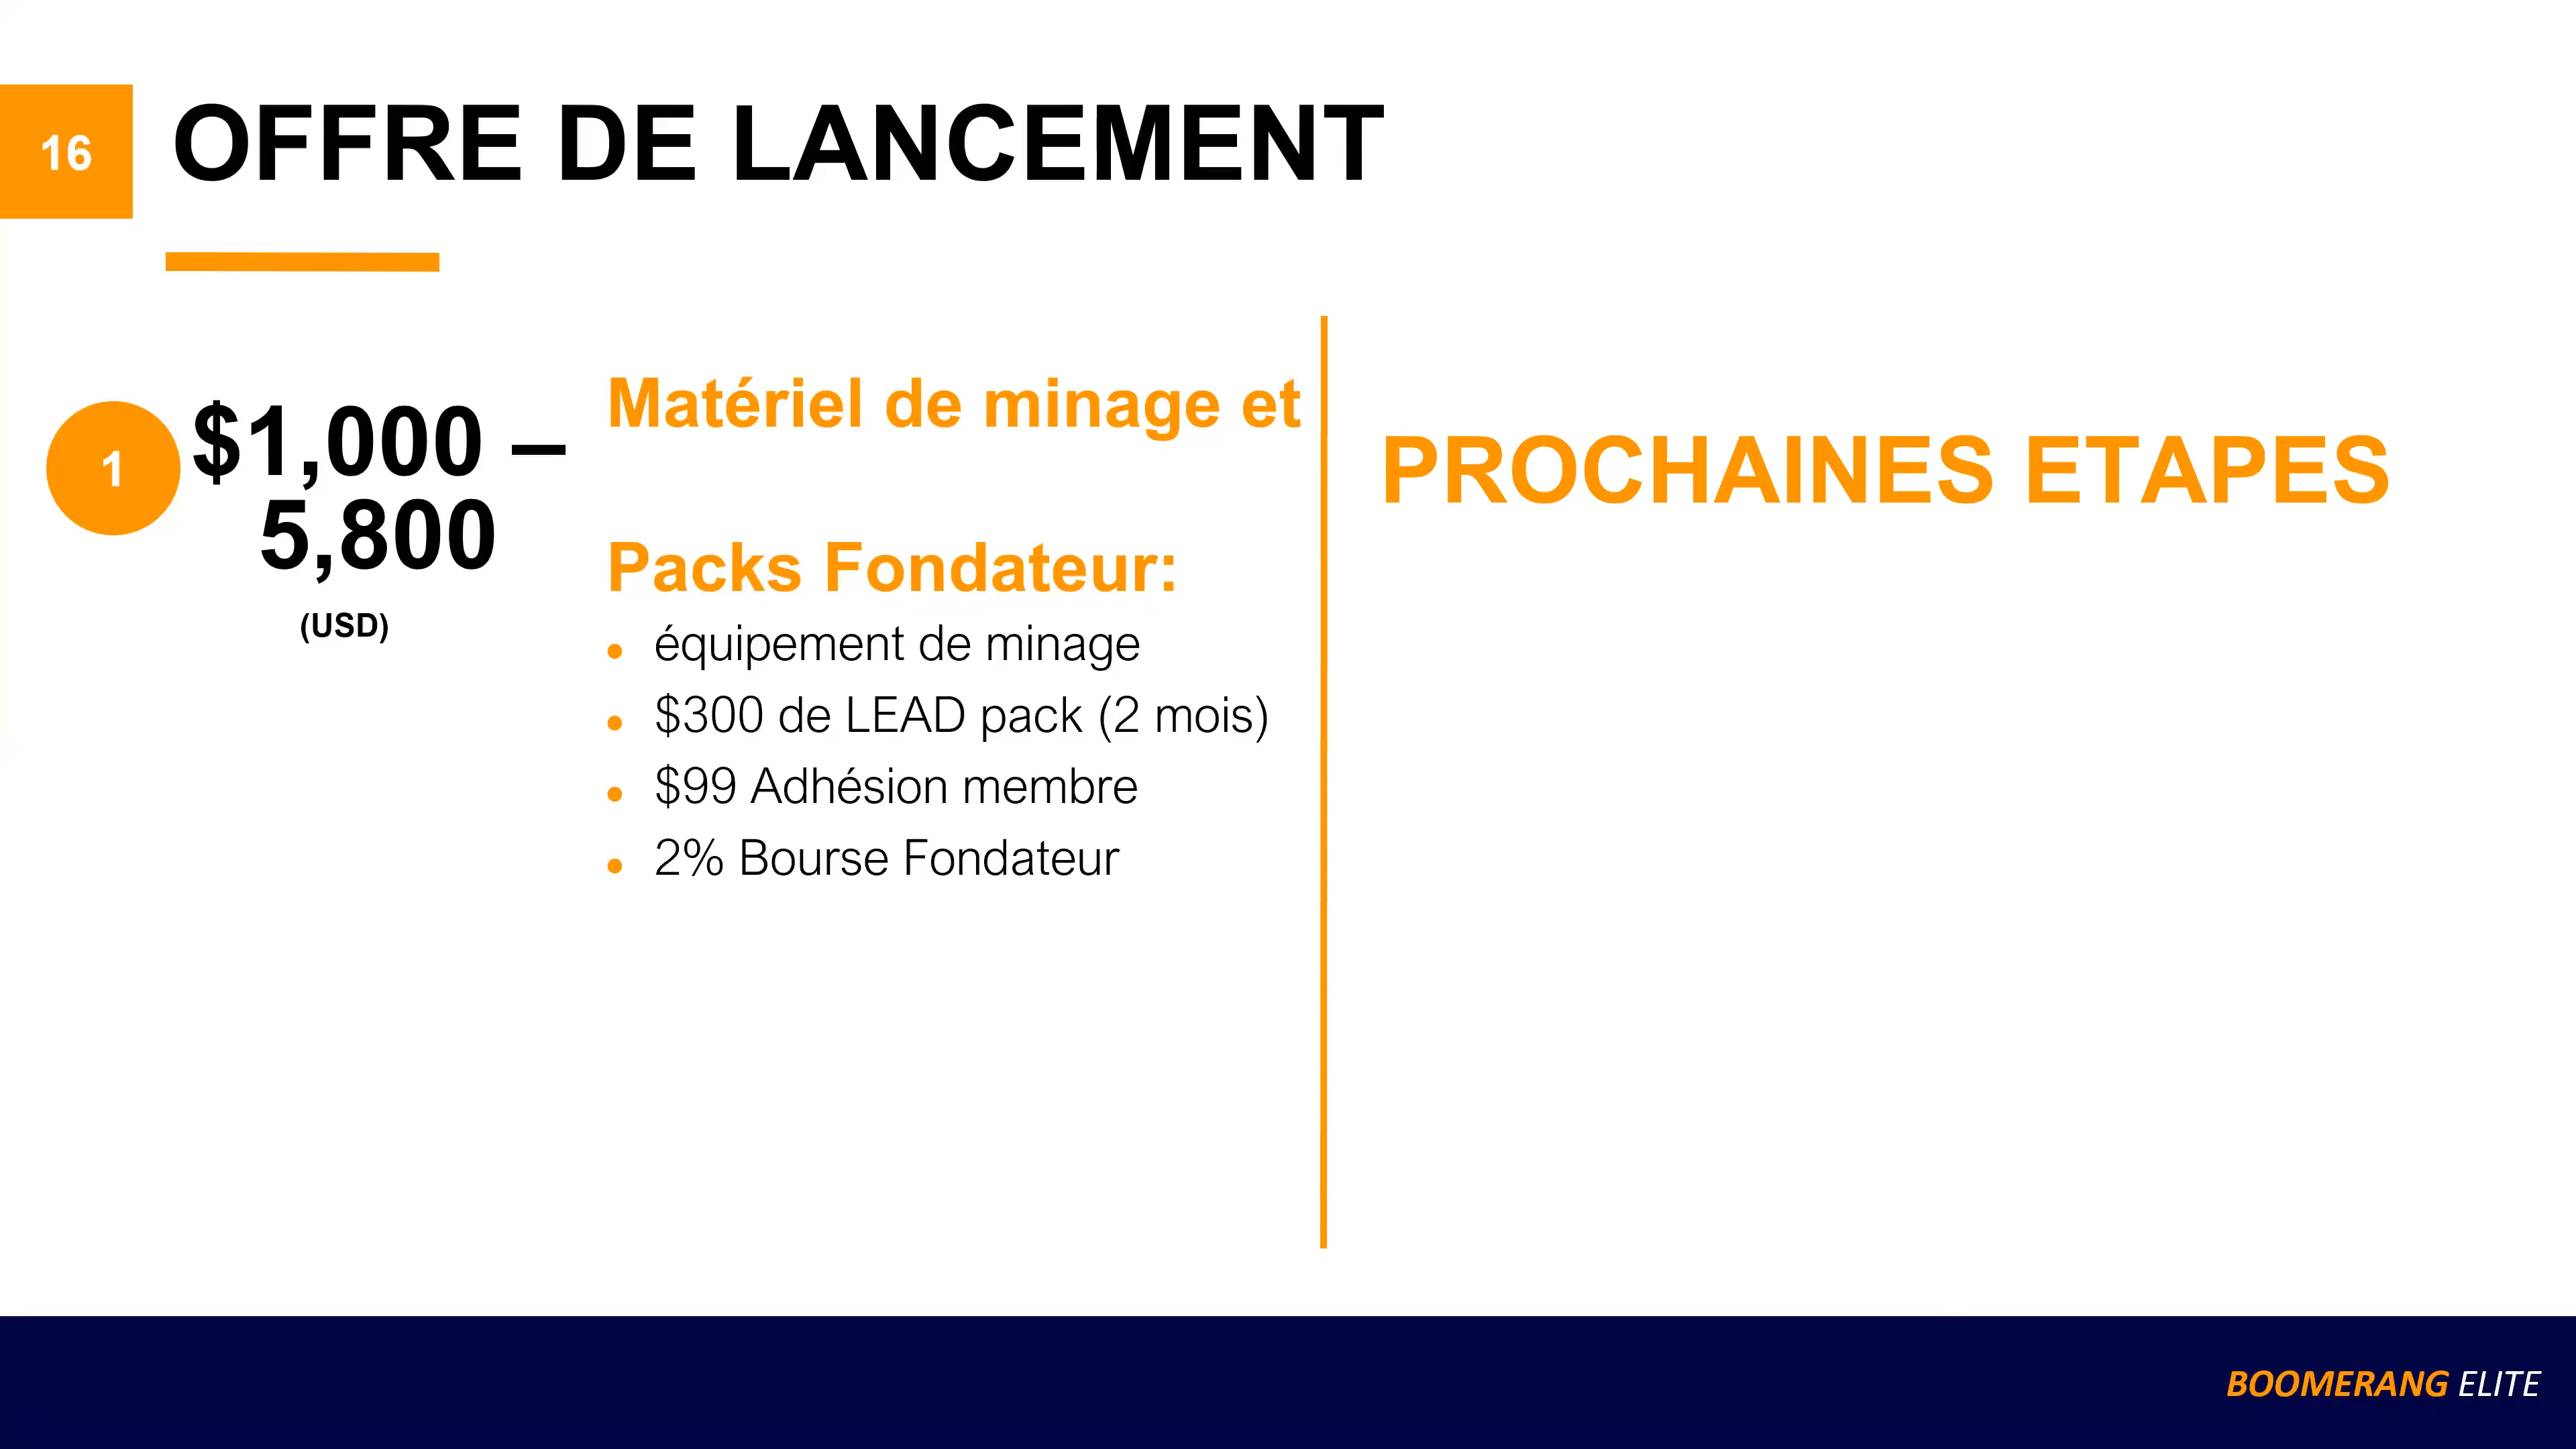 16
OFFRE DE LANCEMENT
1
$1,000 –
5,800
(USD)
Matériel de minage et
Packs Fondateur:
équipement de minage
$300 de LEAD pack (2 mois)
$99 Adhésion membre
2% Bourse Fondateur
PROCHAINES ETAPES
BOOMERANG ELITE